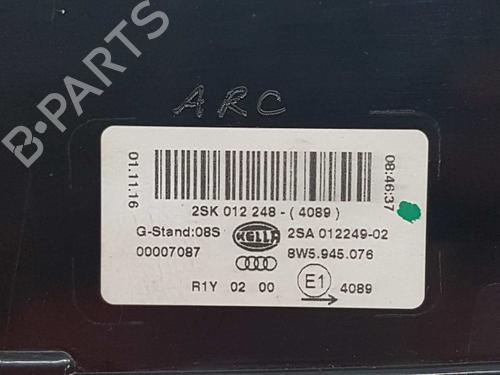 B-PARTS
ARC
01.11.16
08:46:37
2SK 012 248-(4089)
G-Stand:08S HELLA 2SA 012249-02
00007087 8W5.945.076
R1Y 02 00 E1 4089